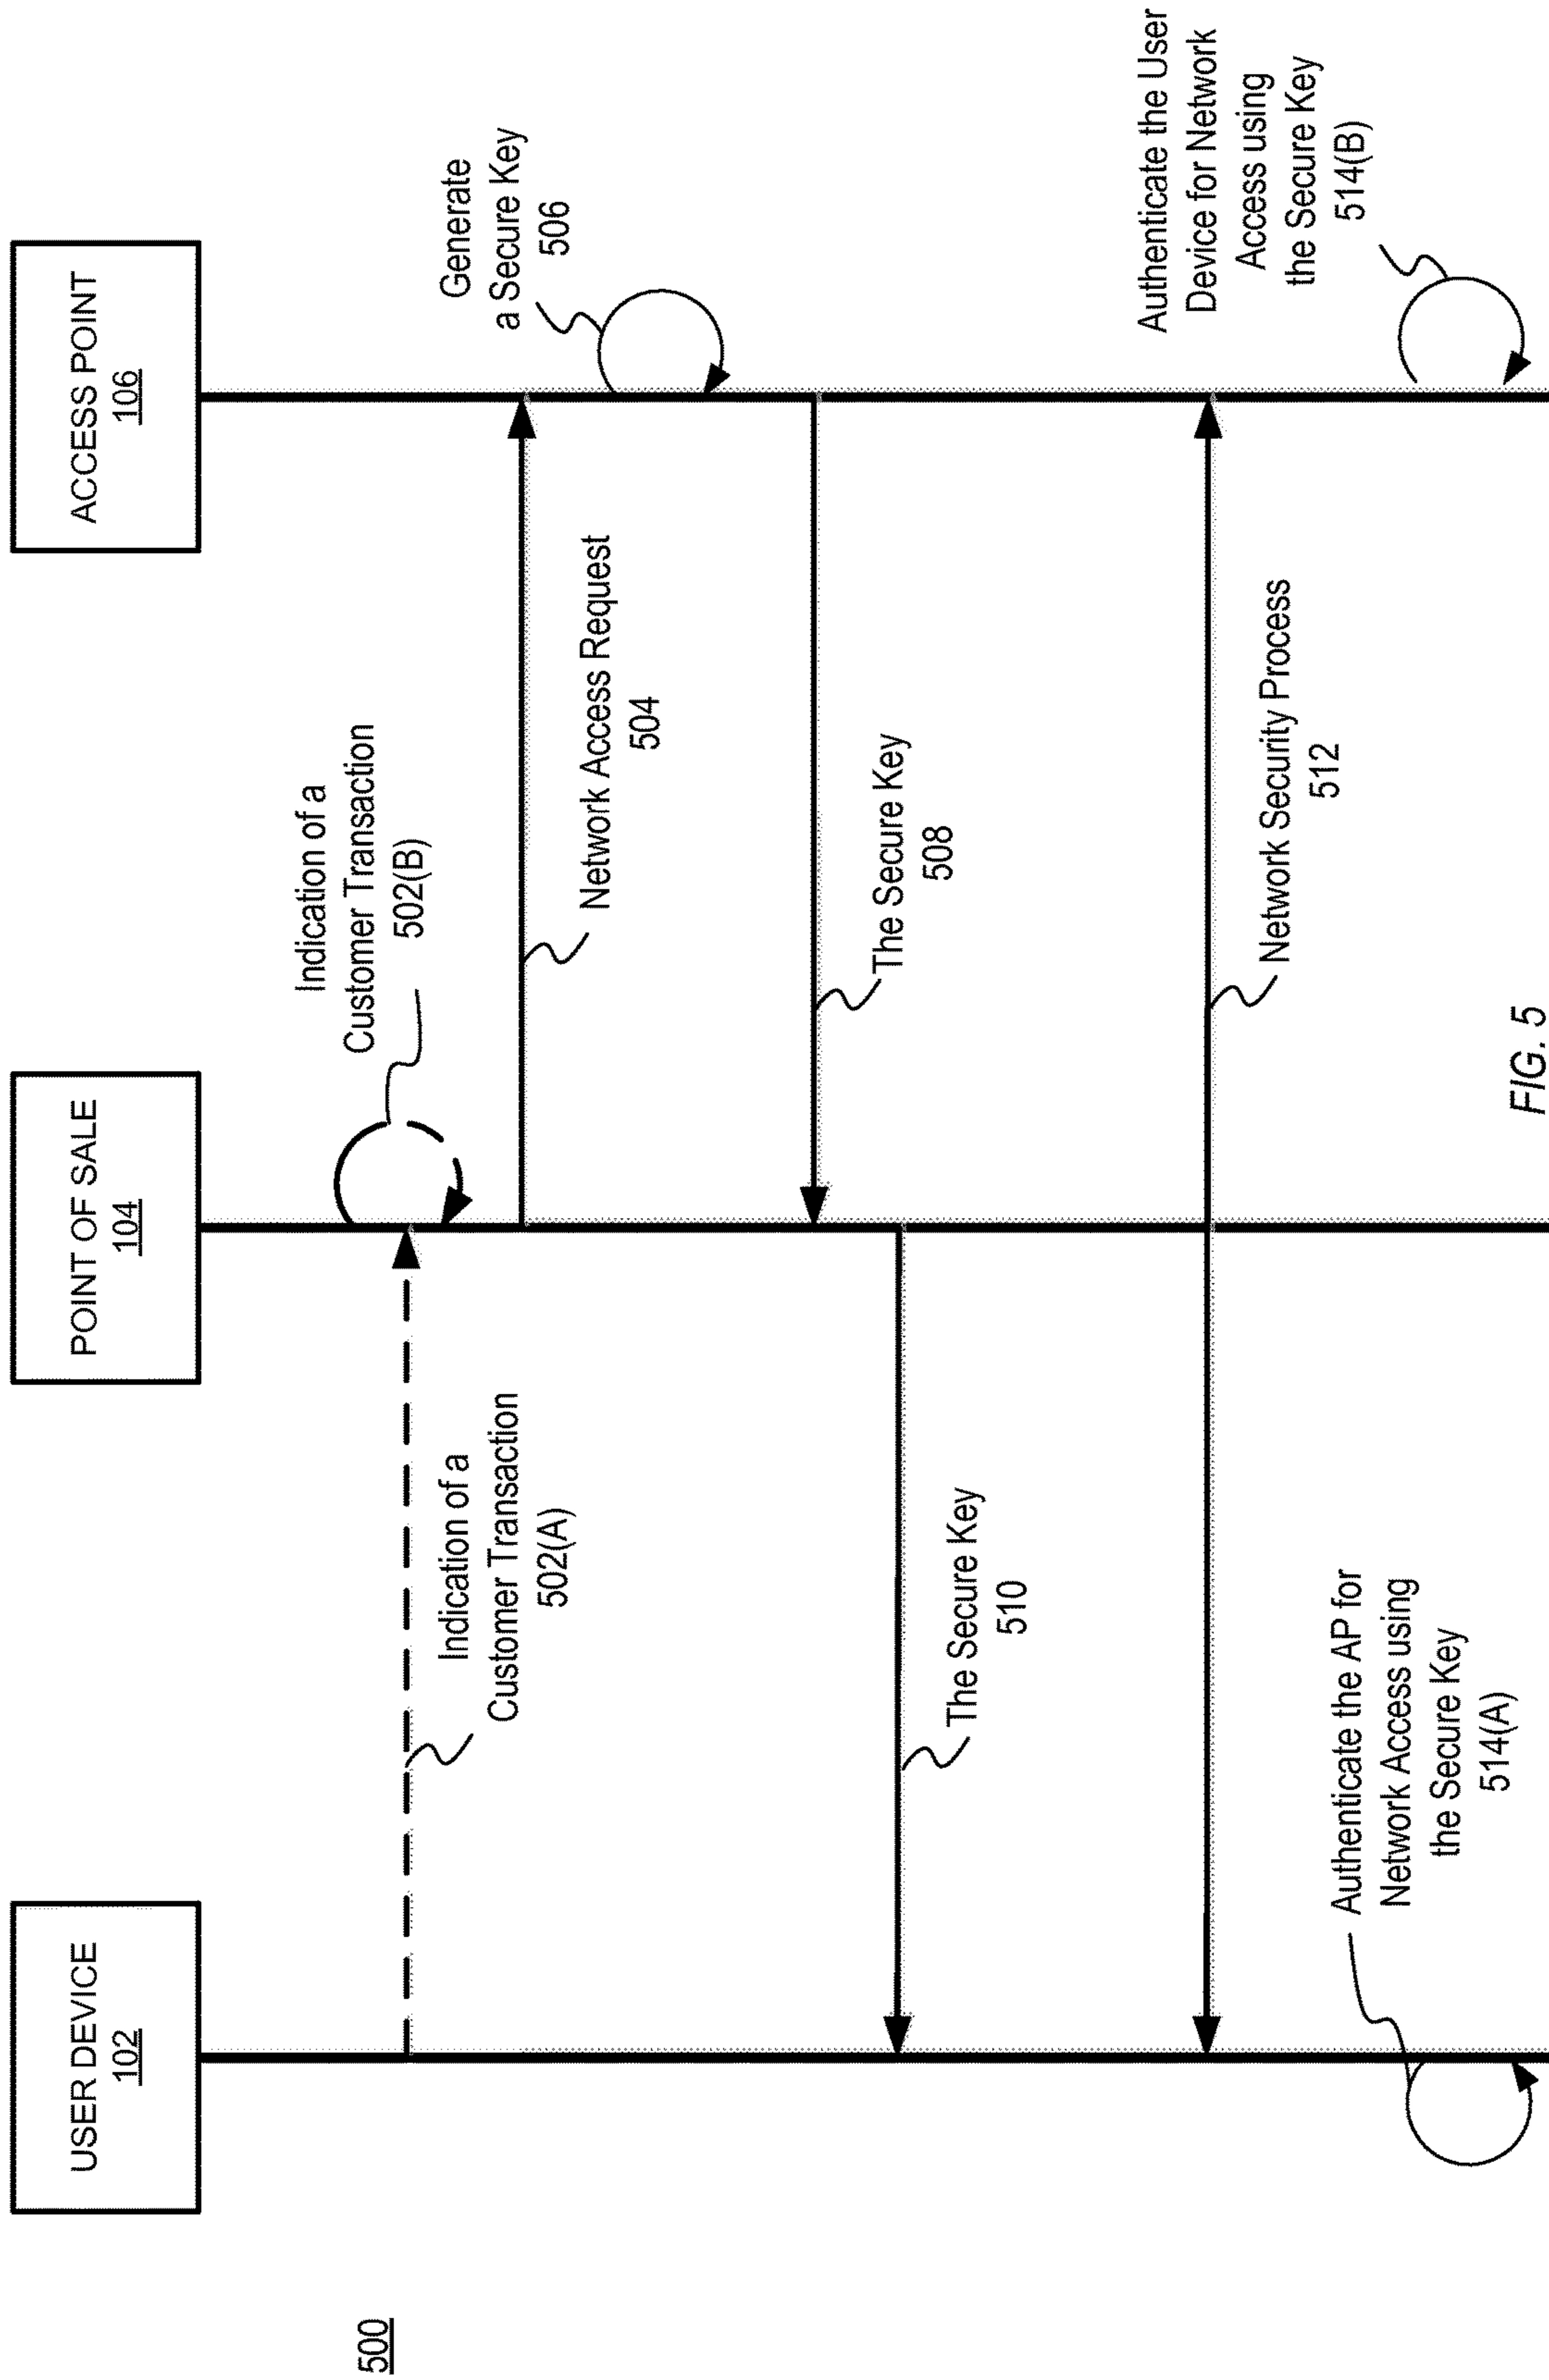 500
USER DEVICE
102
POINT OF SALE
104
ACCESS POINT
106
Indication of a
Customer Transaction
502(A)
Indication of a
Customer Transaction
502(B)
Network Access Request
504
Generate
a Secure Key
506
The Secure Key
508
The Secure Key
510
Network Security Process
512
Authenticate the AP for
Network Access using
the Secure Key
514(A)
Authenticate the User
Device for Network
Access using
the Secure Key
514(B)
FIG. 5